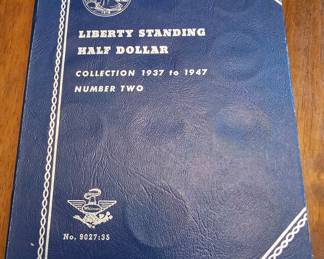 LIBERTY STANDING
HALF DOLLAR
COLLECTION 1937 to 1947
NUMBER TWO
No. 9027:35